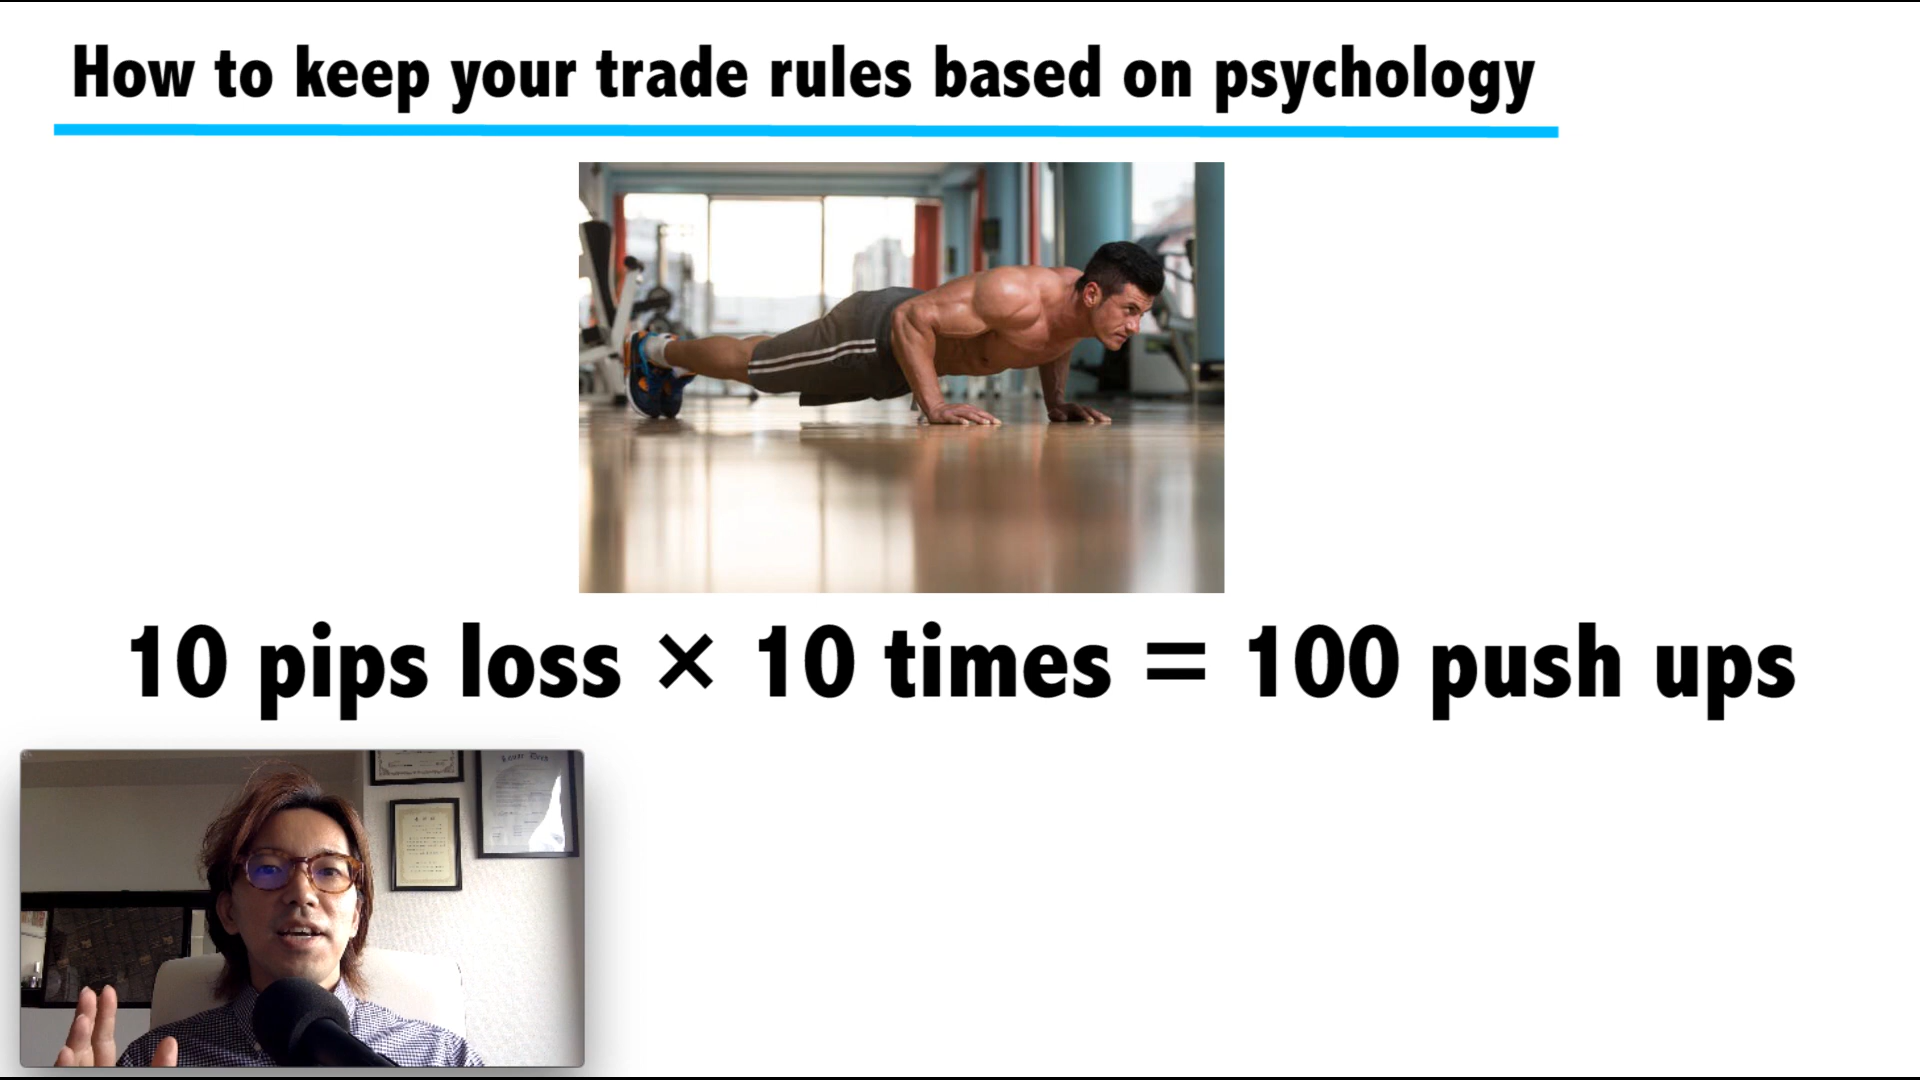 How to keep your trade rules based on psychology
10 pips loss × 10 times = 100 push ups